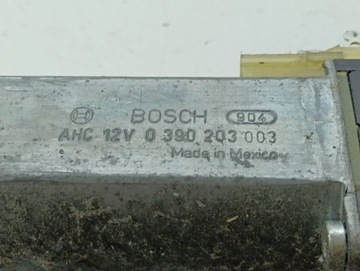 BOSCH 904
AHC 12V 0 390 203 003
Made in Mexico